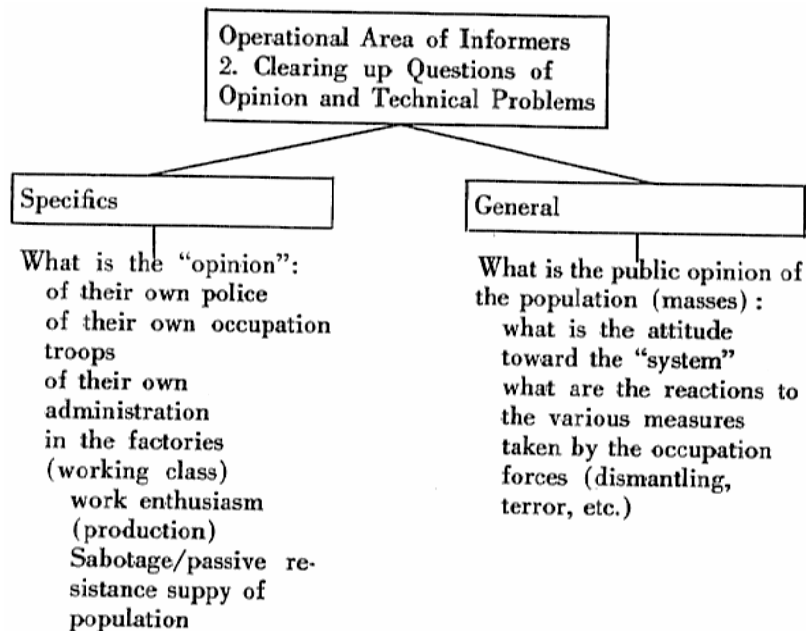 Operational Area of Informers
2. Clearing up Questions of
Opinion and Technical Problems
Specifics
What is the “opinion”:
of their own police
of their own occupation
troops
of their own
administration
in the factories
(working class)
work enthusiasm
(production)
Sabotage/passive re-
sistance suppy of
population
General
What is the public opinion of
the population (masses) :
what is the attitude
toward the “system”
what are the reactions to
the various measures
taken by the occupation
forces (dismantling,
terror, etc.)